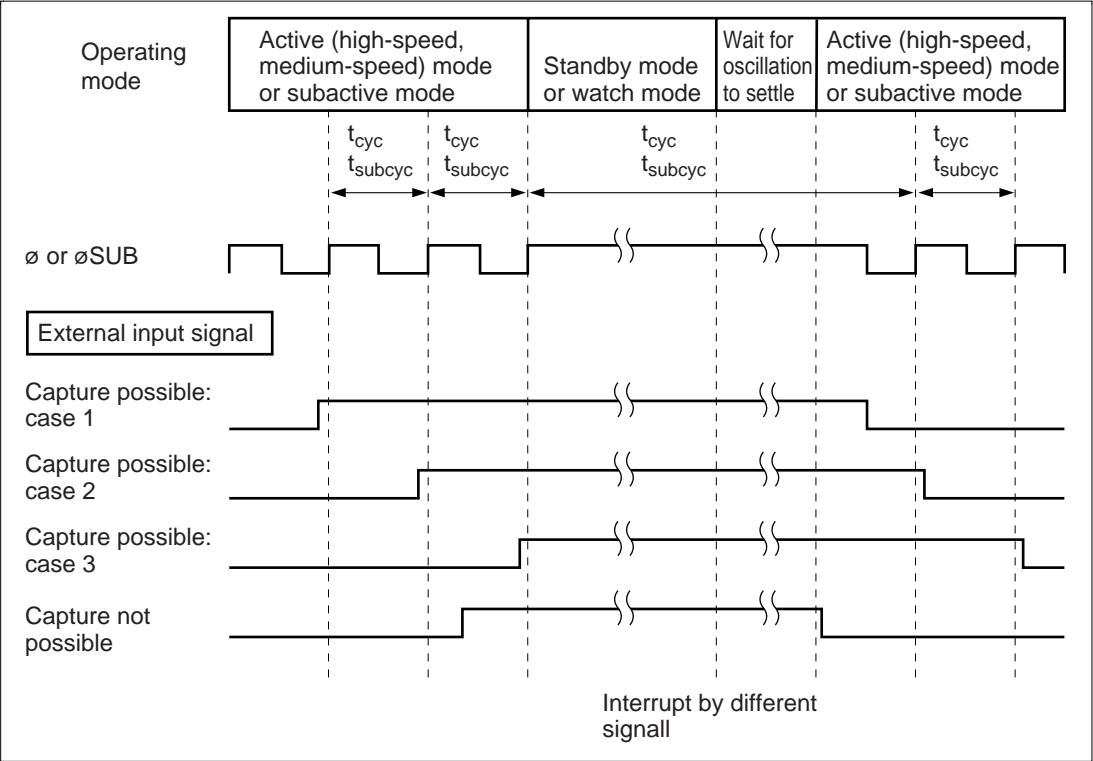 Operating
mode
Active (high-speed,
medium-speed) mode
or subactive mode
Standby mode
or watch mode
Wait for
oscillation
to settle
Active (high-speed,
medium-speed) mode
or subactive mode
tcyc
tsubcyc
tcyc
tsubcyc
tcyc
tsubcyc
tcyc
tsubcyc
ø or øSUB
External input signal
Capture possible:
case 1
Capture possible:
case 2
Capture possible:
case 3
Capture not
possible
Interrupt by different
signall